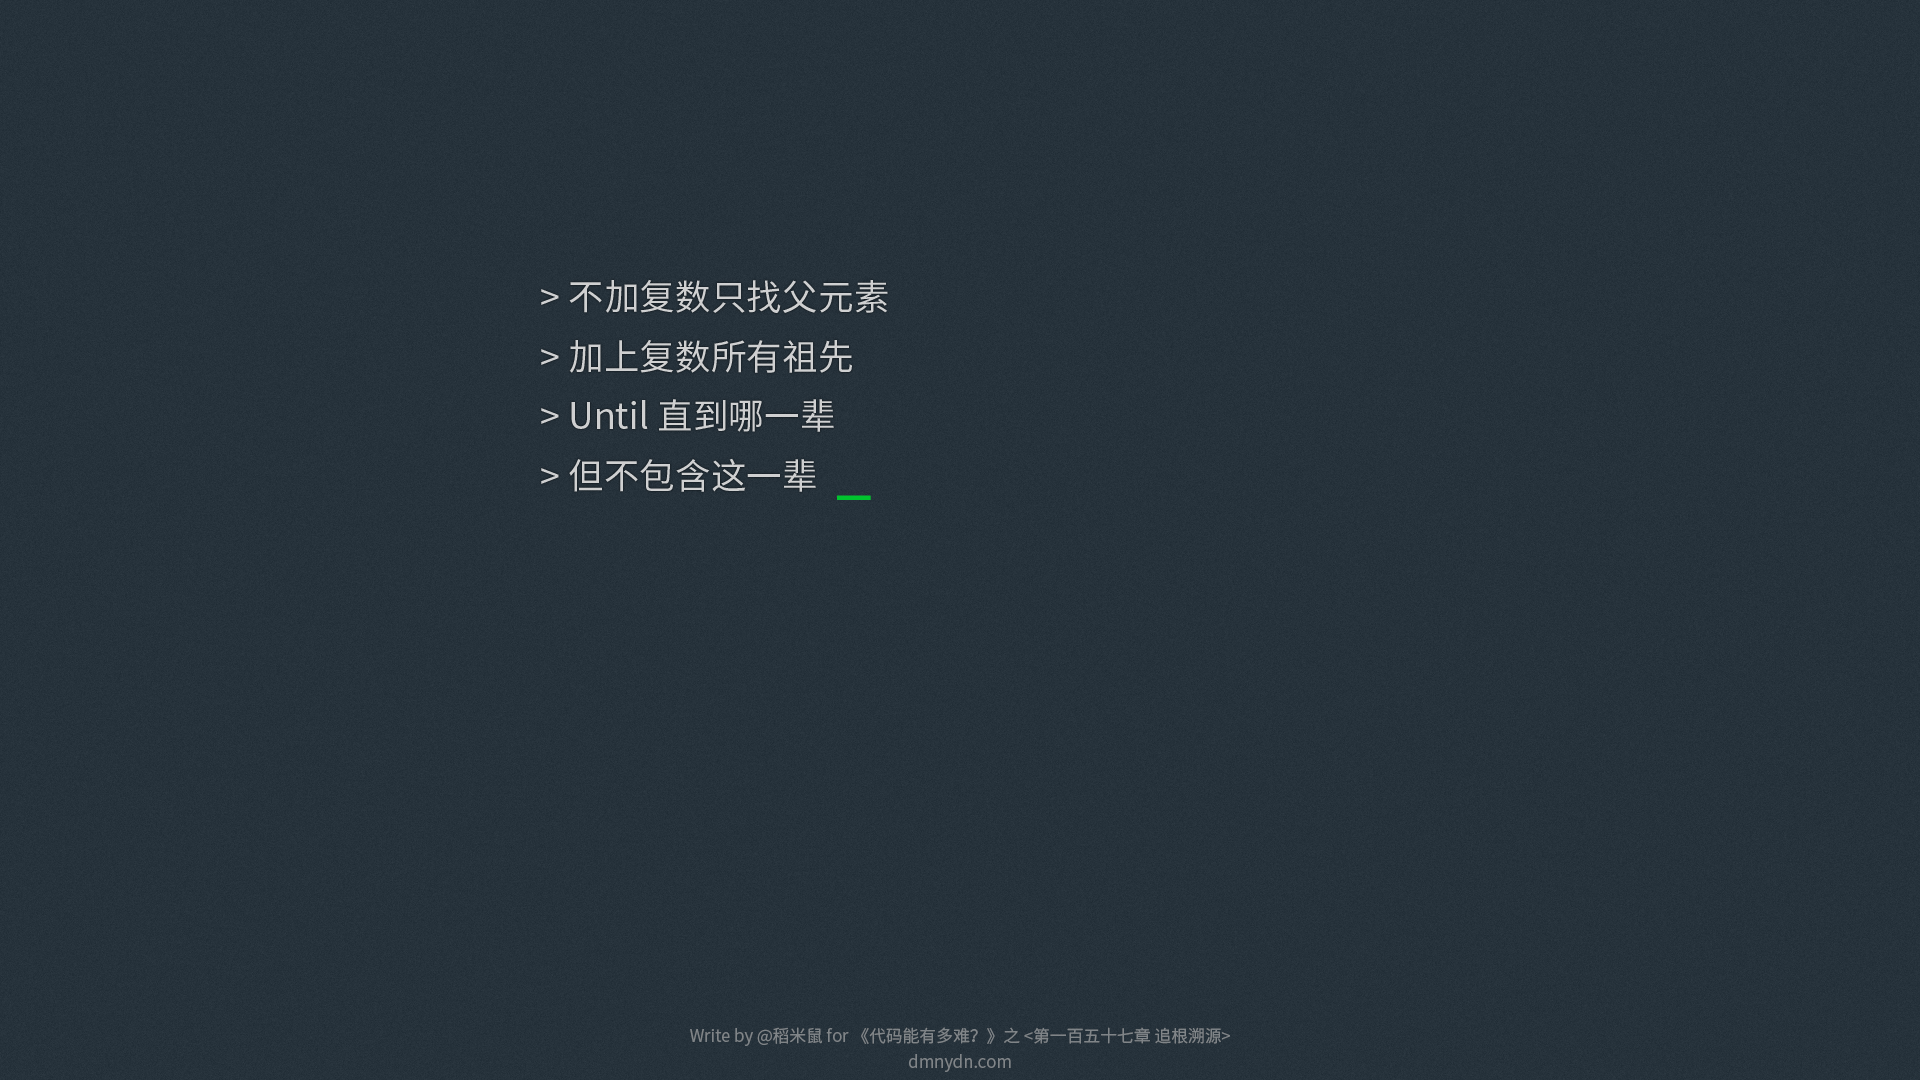 > 不加复数只找父元素
> 加上复数所有祖先
> Until 直到哪一辈
> 但不包含这一辈 _
Write by @稻米鼠 for 《代码能有多难？》之 <第一百五十七章 追根溯源>
dmnydn.com